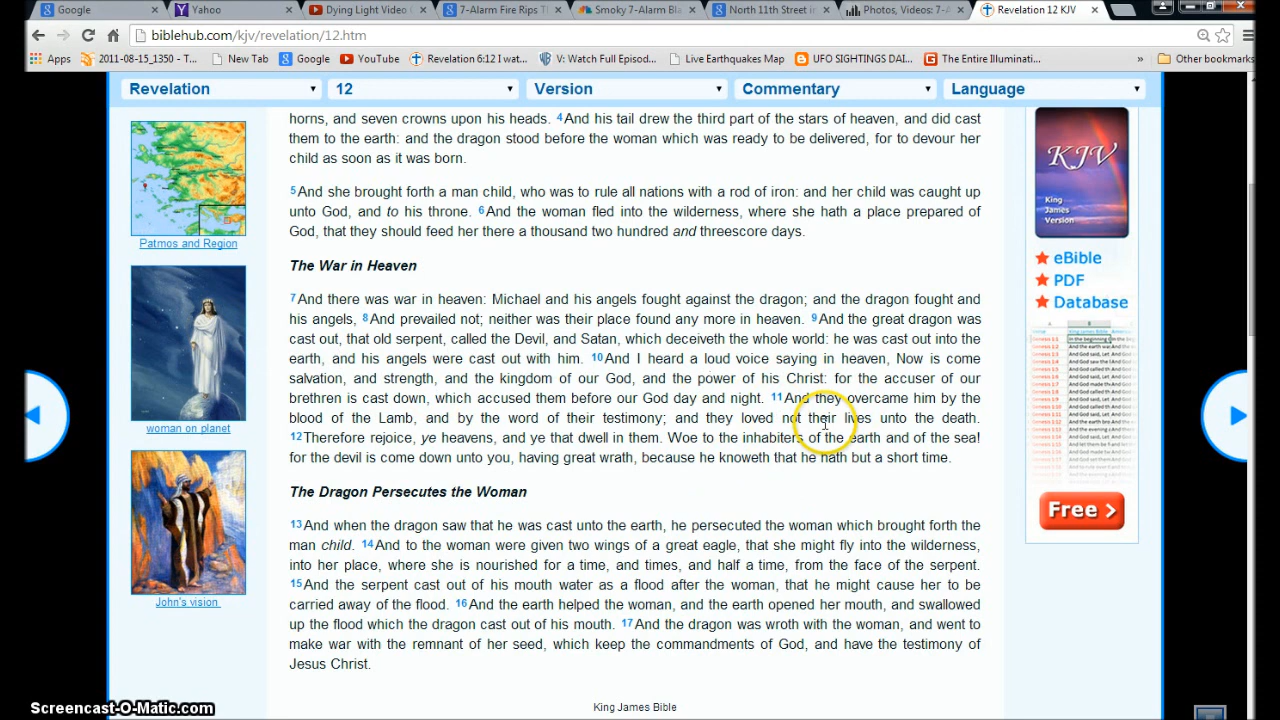 Google
Yahoo
Dying Light Video
7-Alarm Fire Rips
Smoky 7-Alarm
North 11th Street in
Photos, Videos: 7-
Revelation 12 KJV
biblehub.com/kjv/revelation/12.htm
Apps 2011-08-15_1350 - T... New Tab Google YouTube Revelation 6:12 I wat... V: Watch Full Episod... Live Earthquakes Map UFO SIGHTINGS DAI... The Entire Illuminati... » Other bookmarks
Revelation 12 Version Commentary Language
horns, and seven crowns upon his heads. 4And his tail drew the third part of the stars of heaven, and did cast
them to the earth: and the dragon stood before the woman which was ready to be delivered, for to devour her
child as soon as it was born.
5And she brought forth a man child, who was to rule all nations with a rod of iron: and her child was caught up
unto God, and to his throne. 6And the woman fled into the wilderness, where she hath a place prepared of
God, that they should feed her there a thousand two hundred and threescore days.
The War in Heaven
7And there was war in heaven: Michael and his angels fought against the dragon; and the dragon fought and
his angels, 8And prevailed not; neither was their place found any more in heaven. 9And the great dragon was
cast out, that old serpent, called the Devil, and Satan, which deceiveth the whole world: he was cast out into the
earth, and his angels were cast out with him. 10And I heard a loud voice saying in heaven, Now is come
salvation, and strength, and the kingdom of our God, and the power of his Christ: for the accuser of our
brethren is cast down, which accused them before our God day and night. 11And they overcame him by the
blood of the Lamb, and by the word of their testimony; and they loved not their lives unto the death.
12Therefore rejoice, ye heavens, and ye that dwell in them. Woe to the inhabiters of the earth and of the sea!
for the devil is come down unto you, having great wrath, because he knoweth that he hath but a short time.
The Dragon Persecutes the Woman
13And when the dragon saw that he was cast unto the earth, he persecuted the woman which brought forth the
man child. 14And to the woman were given two wings of a great eagle, that she might fly into the wilderness,
into her place, where she is nourished for a time, and times, and half a time, from the face of the serpent.
15And the serpent cast out of his mouth water as a flood after the woman, that he might cause her to be
carried away of the flood. 16And the earth helped the woman, and the earth opened her mouth, and swallowed
up the flood which the dragon cast out of his mouth. 17And the dragon was wroth with the woman, and went to
make war with the remnant of her seed, which keep the commandments of God, and have the testimony of
Jesus Christ.
King James Bible
Patmos and Region
woman on planet
John's vision
KJV
King
James
Version
eBible
PDF
Database
Free >
Screencast-O-Matic.com